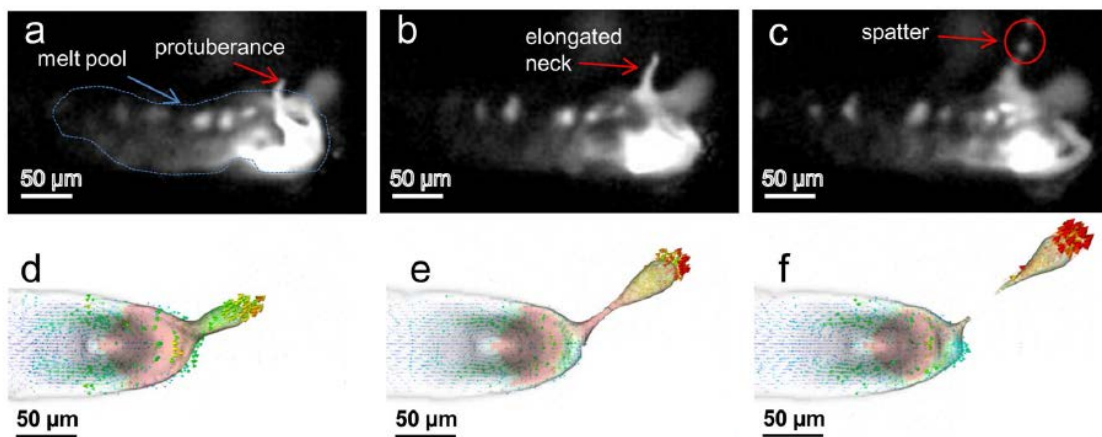 a
melt pool
protuberance
50 µm
b
elongated
neck
50 µm
c
spatter
50 µm
d
50 µm
e
50 µm
f
50 µm